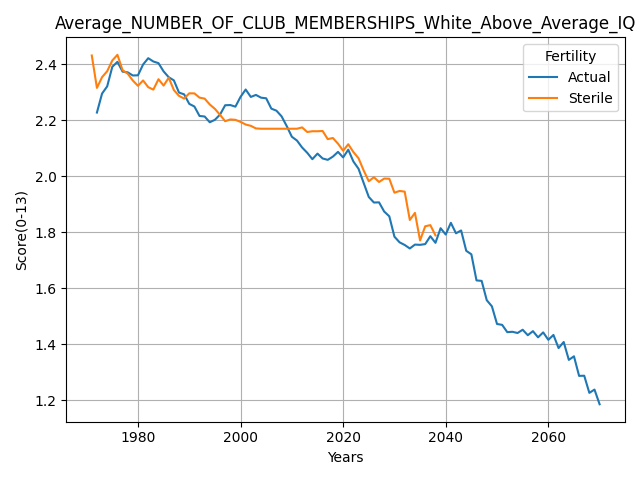 Average_NUMBER_OF_CLUB_MEMBERSHIPS_White_Above_Average_IQ
Fertility
Actual
Sterile
Score(0-13)
2.4
2.2
2.0
1.8
1.6
1.4
1.2
1980
2000
2020
2040
2060
Years